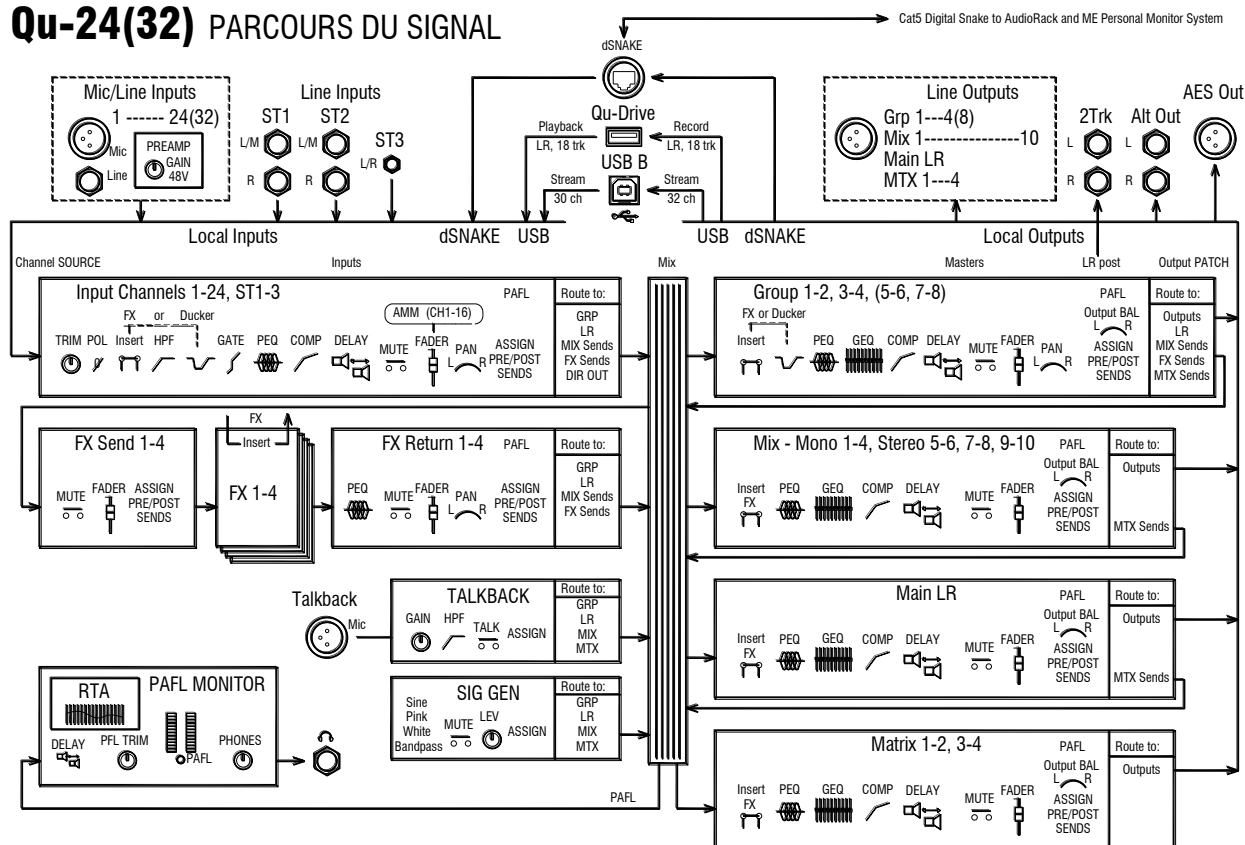 Qu-24(32) PARCOURS DU SIGNAL
Cat5 Digital Snake to AudioRack and ME Personal Monitor System
dSNAKE
Mic/Line Inputs
1 ------ 24(32)
Mic
Line
PREAMP
GAIN
48V
Line Inputs
ST1
ST2
ST3
L/M
L/M
L/R
R
R
Qu-Drive
Playback
LR, 18 trk
Record
LR, 18 trk
USB B
Stream
30 ch
Stream
32 ch
Line Outputs
Grp 1---4(8)
Mix 1------------10
Main LR
MTX 1---4
2Trk
L
R
Alt Out
L
R
AES Out
Local Inputs
dSNAKE
USB
USB
dSNAKE
Local Outputs
Channel SOURCE
Inputs
Mix
Masters
LR post
Output PATCH
Input Channels 1-24, ST1-3
PAFL
Route to:
FX or Ducker
AMM (CH1-16)
TRIM POL Insert HPF GATE PEQ COMP DELAY MUTE FADER PAN
L R
ASSIGN
PRE/POST
SENDS
GRP
LR
MIX Sends
FX Sends
DIR OUT
Group 1-2, 3-4, (5-6, 7-8)
PAFL
Route to:
FX or Ducker
Insert PEQ GEQ COMP DELAY MUTE FADER PAN
L R
Output BAL
L R
ASSIGN
PRE/POST
SENDS
Outputs
LR
MIX Sends
FX Sends
MTX Sends
FX Send 1-4
MUTE FADER ASSIGN
PRE/POST
SENDS
FX
Insert
FX 1-4
FX Return 1-4
PAFL
Route to:
PEQ MUTE FADER PAN
L R
ASSIGN
PRE/POST
SENDS
GRP
LR
MIX Sends
FX Sends
Mix - Mono 1-4, Stereo 5-6, 7-8, 9-10
PAFL
Route to:
Insert
FX
PEQ GEQ COMP DELAY MUTE FADER
Output BAL
L R
ASSIGN
PRE/POST
SENDS
Outputs
MTX Sends
Talkback
Mic
TALKBACK
Route to:
GAIN HPF TALK ASSIGN
GRP
LR
MIX
MTX
Main LR
PAFL
Route to:
Insert
FX
PEQ GEQ COMP DELAY MUTE FADER
Output BAL
L R
ASSIGN
PRE/POST
SENDS
Outputs
MTX Sends
RTA
PAFL MONITOR
DELAY PFL TRIM PAFL PHONES
SIG GEN
Route to:
Sine
Pink
White
Bandpass
MUTE LEV ASSIGN
GRP
LR
MIX
MTX
PAFL
Matrix 1-2, 3-4
PAFL
Route to:
Insert
FX
PEQ GEQ COMP DELAY MUTE FADER
Output BAL
L R
ASSIGN
PRE/POST
SENDS
Outputs